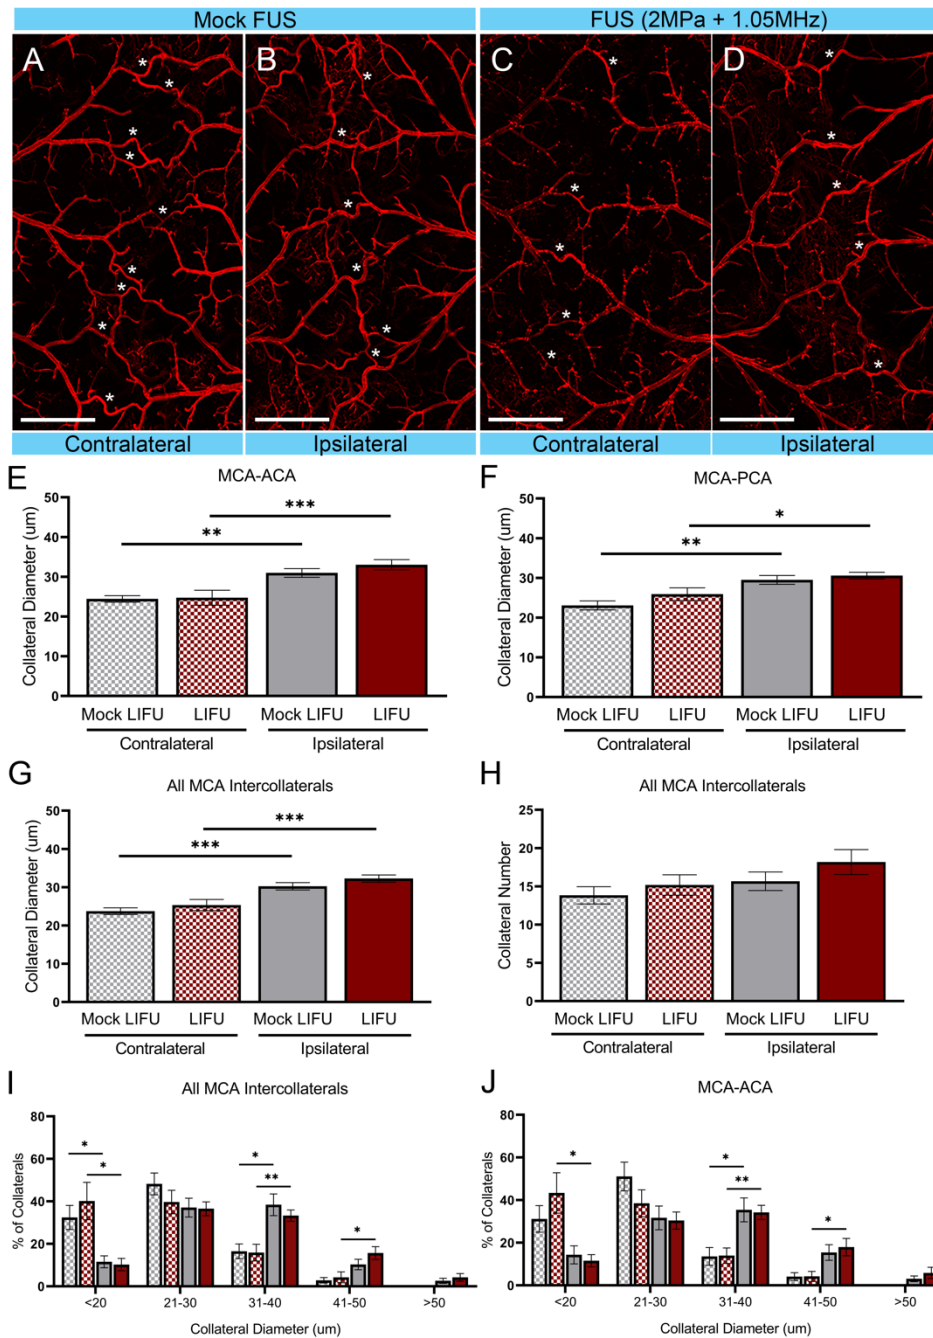 Mock FUS
FUS (2MPa + 1.05MHz)
A
B
C
D
* * * * * * * * * *
* * * * * *
* * * * *
* * * * *
Contralateral
Ipsilateral
Contralateral
Ipsilateral
E
MCA-ACA
Collateral Diameter (um)
50
40
30
20
10
0
**
***
Mock LIFU
LIFU
Mock LIFU
LIFU
Contralateral
Ipsilateral
F
MCA-PCA
Collateral Diameter (um)
50
40
30
20
10
0
**
*
Mock LIFU
LIFU
Mock LIFU
LIFU
Contralateral
Ipsilateral
G
All MCA Intercollaterals
Collateral Diameter (um)
50
40
30
20
10
0
***
***
Mock LIFU
LIFU
Mock LIFU
LIFU
Contralateral
Ipsilateral
H
All MCA Intercollaterals
Collateral Number
25
20
15
10
5
0
Mock LIFU
LIFU
Mock LIFU
LIFU
Contralateral
Ipsilateral
I
All MCA Intercollaterals
% of Collaterals
80
60
40
20
0
*
*
*
**
*
<20
21-30
31-40
41-50
>50
Collateral Diameter (um)
J
MCA-ACA
% of Collaterals
80
60
40
20
0
*
*
**
*
<20
21-30
31-40
41-50
>50
Collateral Diameter (um)